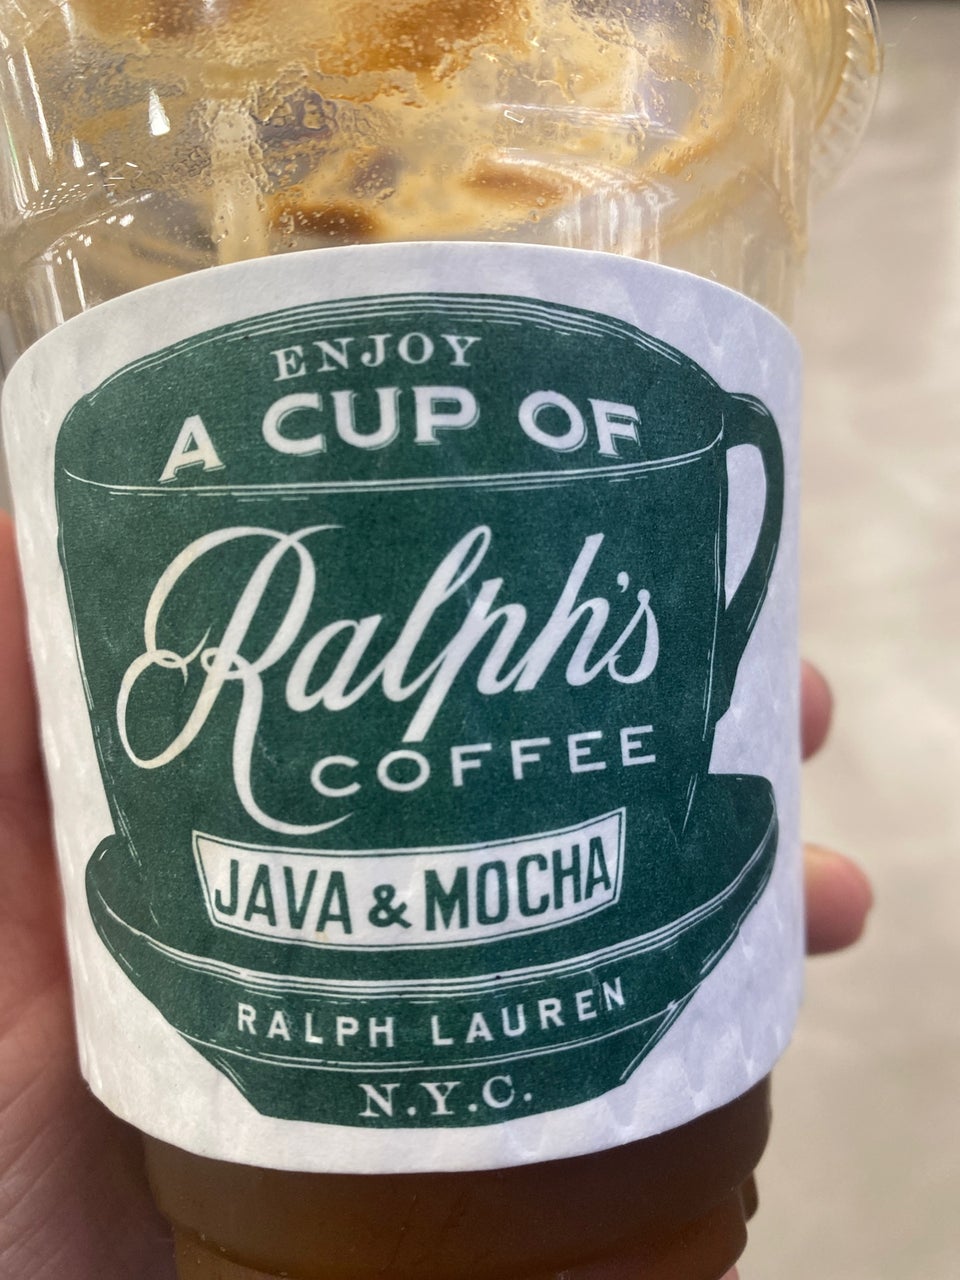 ENJOY
A CUP OF
Ralph's
COFFEE
JAVA & MOCHA
RALPH LAUREN
N.Y.C.